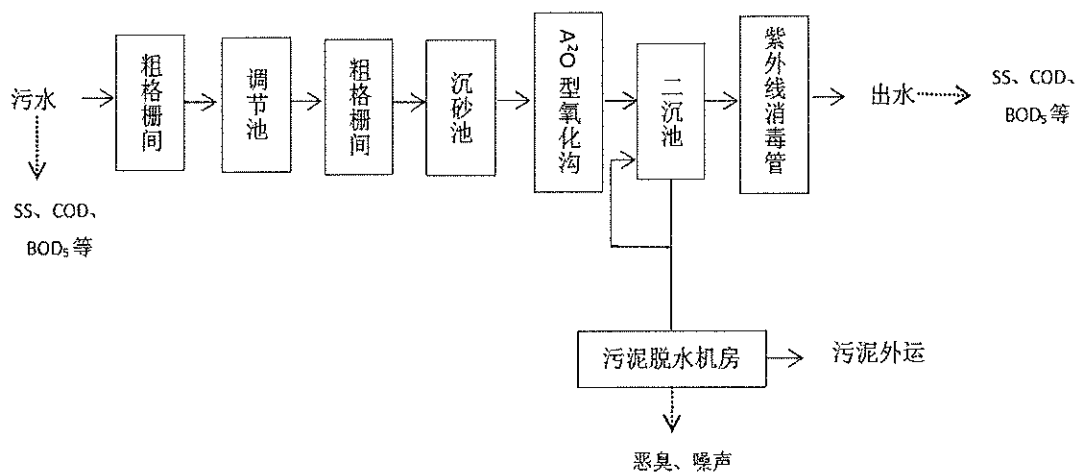 污水
SS、COD、
BOD₅等
粗格栅间
调节池
粗格栅间
沉砂池
A²O型氧化沟
二沉池
紫外线消毒管
出水
SS、COD、
BOD₅等
污泥脱水机房
污泥外运
恶臭、噪声